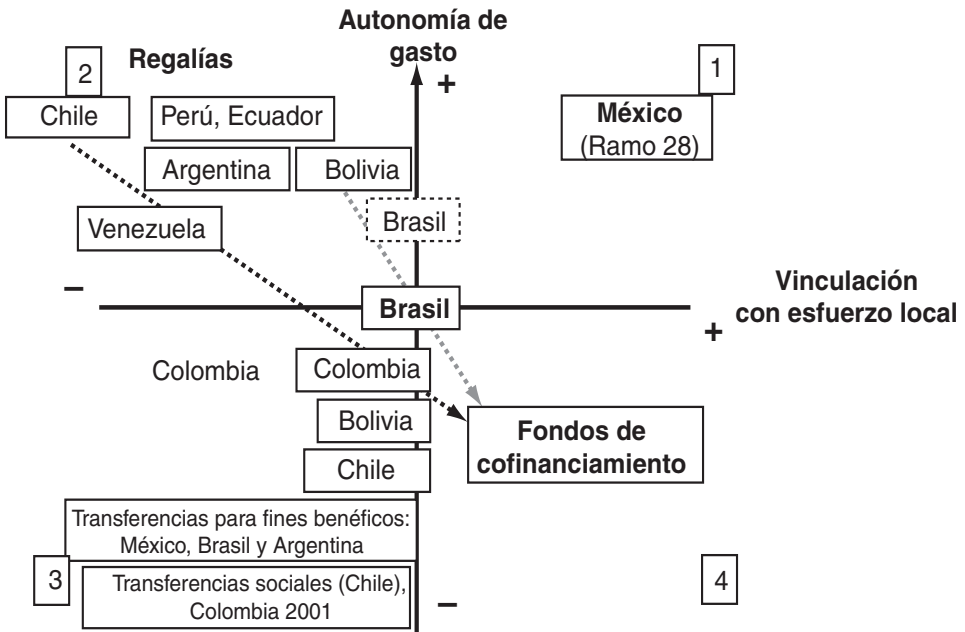 Autonomía de
gasto
+
Regalías
2
1
Chile
Perú, Ecuador
México
(Ramo 28)
Argentina
Bolivia
Brasil
Venezuela
–
Brasil
Vinculación
con esfuerzo local
+
Colombia
Colombia
Bolivia
Fondos de
cofinanciamiento
Chile
Transferencias para fines benéficos:
México, Brasil y Argentina
3
Transferencias sociales (Chile),
Colombia 2001
–
4